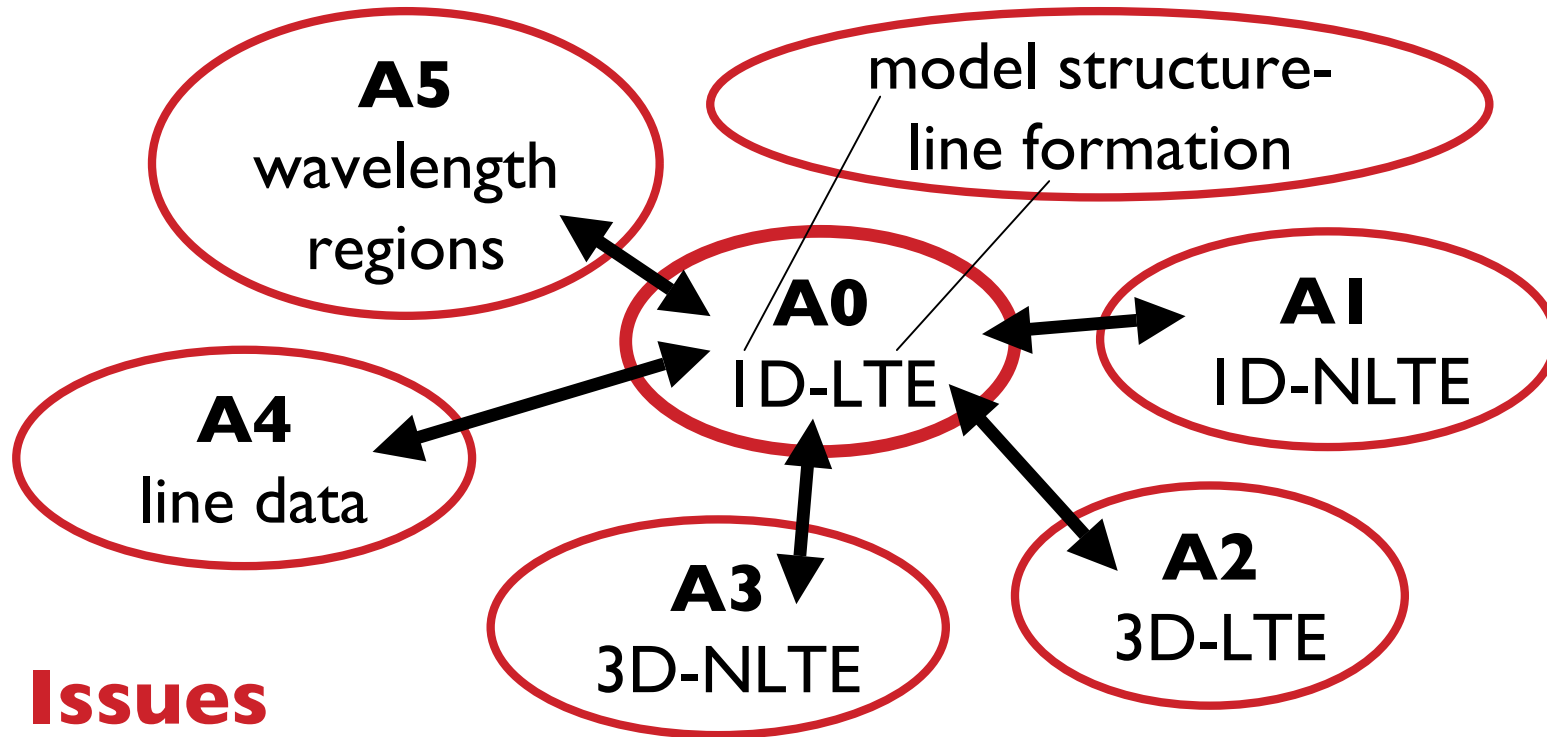 A5
wavelength
regions
model structure-
line formation
A0
1D-LTE
A1
1D-NLTE
A4
line data
A3
3D-NLTE
A2
3D-LTE
Issues